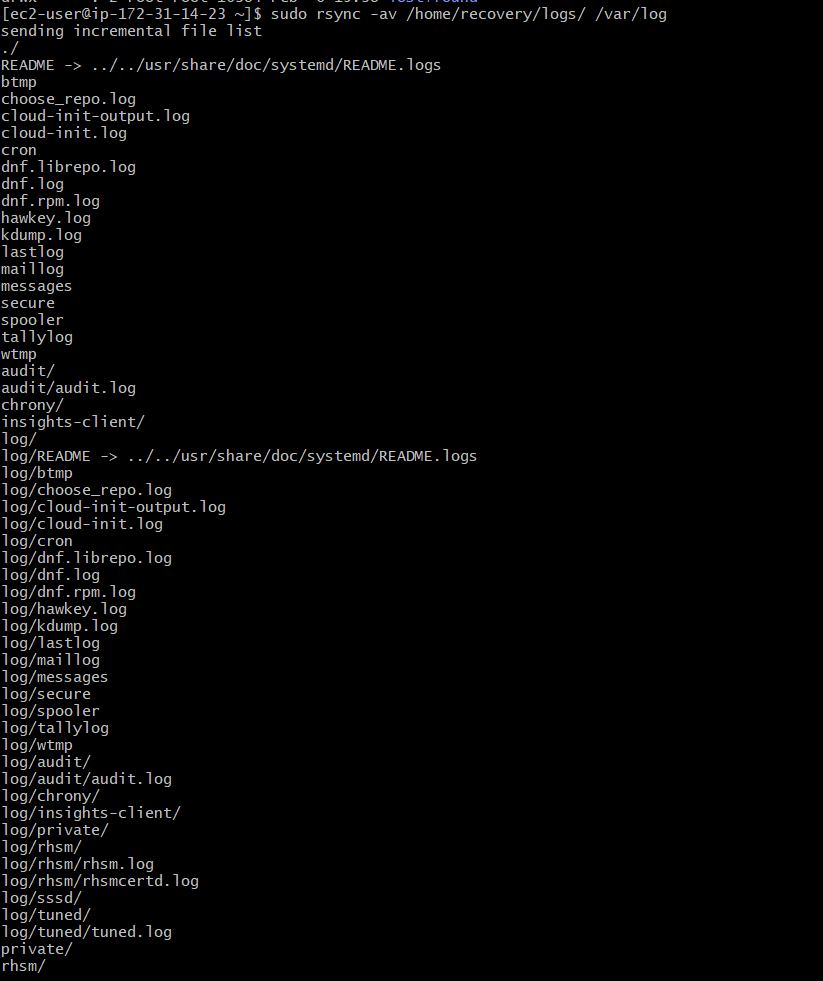 [ec2-user@ip-172-31-14-23 ~]$ sudo rsync -av /home/recovery/logs/ /var/log
sending incremental file list
./
README -> ../../usr/share/doc/systemd/README.logs
btmp
choose_repo.log
cloud-init-output.log
cloud-init.log
cron
dnf.librepo.log
dnf.log
dnf.rpm.log
hawkey.log
kdump.log
lastlog
maillog
messages
secure
spooler
tallylog
wtmp
audit/
audit/audit.log
chrony/
insights-client/
log/
log/README -> ../../usr/share/doc/systemd/README.logs
log/btmp
log/choose_repo.log
log/cloud-init-output.log
log/cloud-init.log
log/cron
log/dnf.librepo.log
log/dnf.log
log/dnf.rpm.log
log/hawkey.log
log/kdump.log
log/lastlog
log/maillog
log/messages
log/secure
log/spooler
log/tallylog
log/wtmp
log/audit/
log/audit/audit.log
log/chrony/
log/insights-client/
log/private/
log/rhsm/
log/rhsm/rhsm.log
log/rhsm/rhsmcertd.log
log/sssd/
log/tuned/
log/tuned/tuned.log
private/
rhsm/